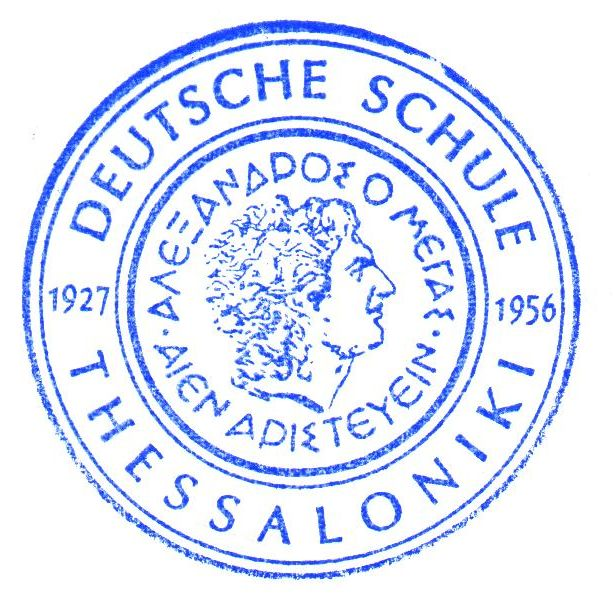 DEUTSCHE SCHULE
1927
1956
THESSALONIKI
ΑΛΕΞΑΝΔΡΟΣ Ο ΜΕΓΑΣ
ΑΙΕΝ ΑΡΙΣΤΕΥΕΙΝ